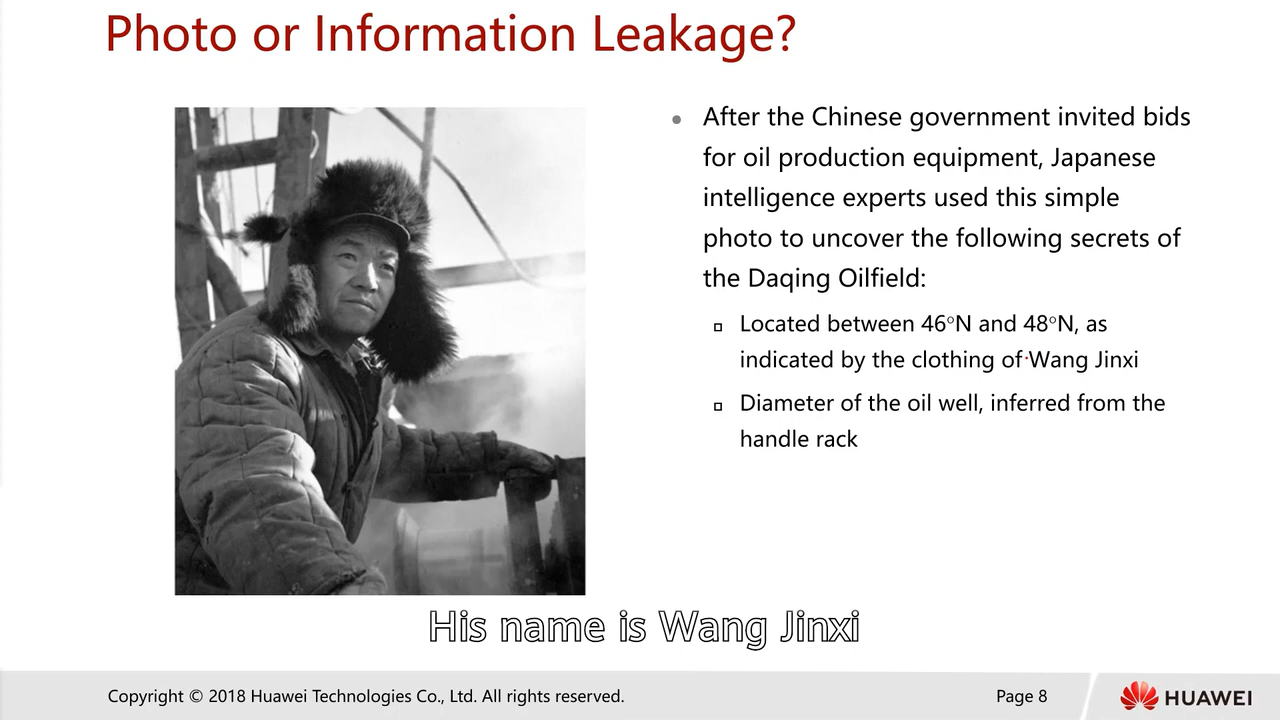 Photo or Information Leakage?
After the Chinese government invited bids
for oil production equipment, Japanese
intelligence experts used this simple
photo to uncover the following secrets of
the Daqing Oilfield:
Located between 46°N and 48°N, as
indicated by the clothing of Wang Jinxi
Diameter of the oil well, inferred from the
handle rack
His name is Wang Jinxi
Copyright © 2018 Huawei Technologies Co., Ltd. All rights reserved.
Page 8
HUAWEI